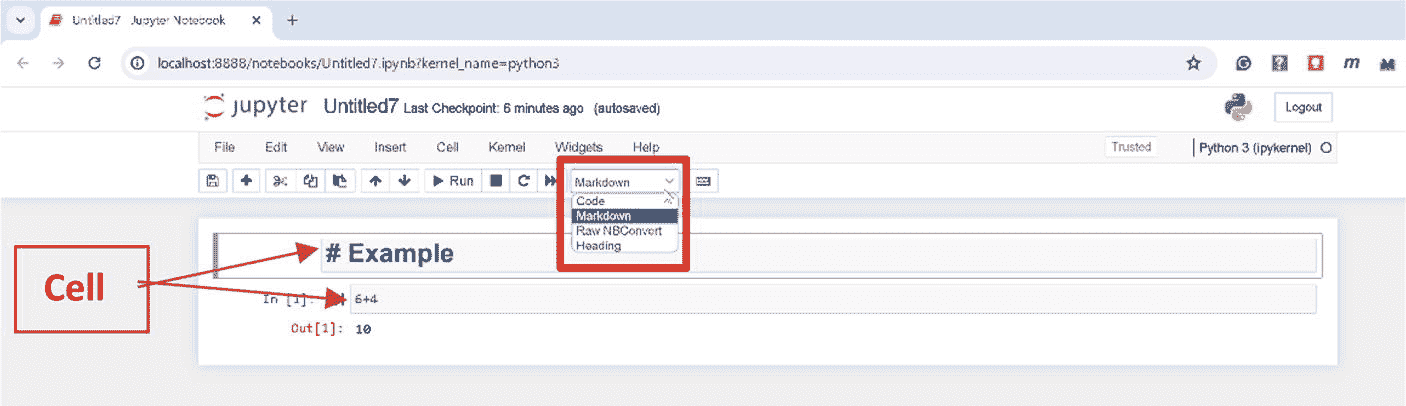 Untitled7 - Jupyter Notebook
localhost:8888/notebooks/Untitled7.ipynb?kernel_name=python3
m
jupyter Untitled7 Last Checkpoint: 6 minutes ago (autosaved)
Logout
File Edit View Insert Cell Kernel Widgets Help
Trusted
Python 3 (ipykernel)
Run
Markdown
Code
Markdown
Raw NBConvert
Heading
# Example
Cell
In [1]: 6+4
Out[1]: 10